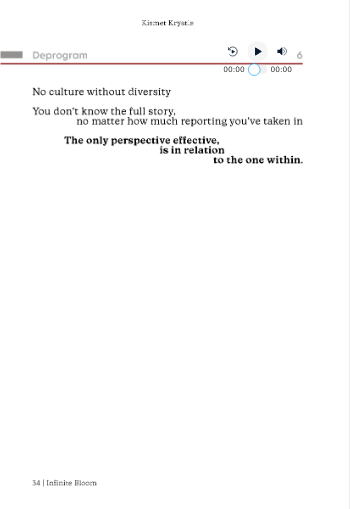 Kismet Krystle
Deprogram
6
00:00 00:00
No culture without diversity
You don't know the full story,
no matter how much reporting you've taken in
The only perspective effective,
is in relation
to the one within.
34 | Infinite Bloom